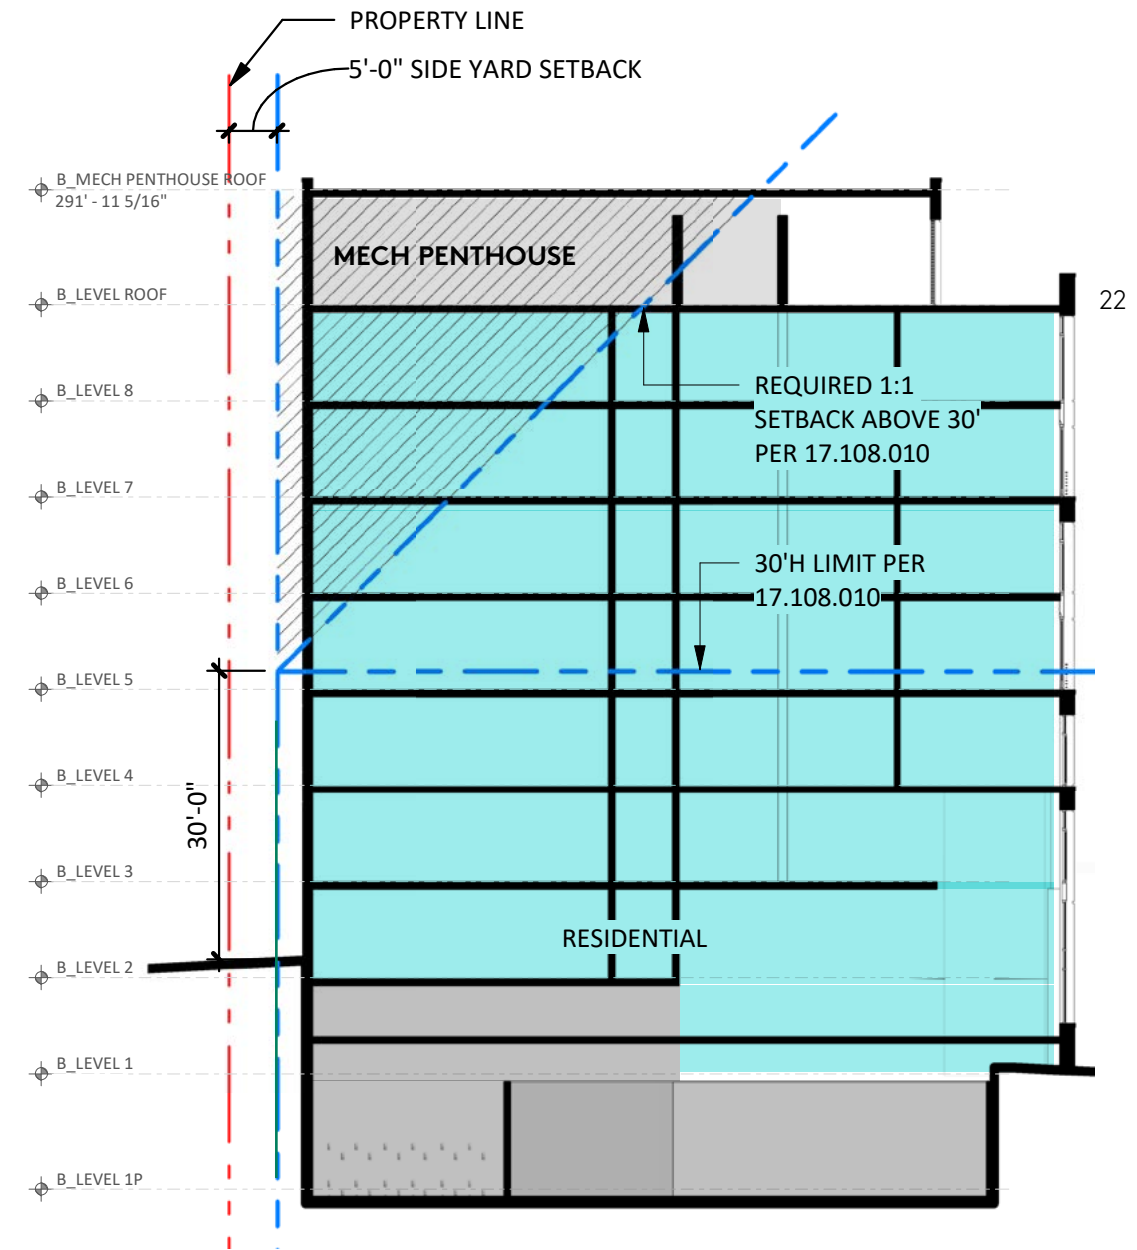 PROPERTY LINE
5'-0" SIDE YARD SETBACK
B_MECH PENTHOUSE ROOF
291' - 11 5/16"
MECH PENTHOUSE
B_LEVEL ROOF
22
B_LEVEL 8
REQUIRED 1:1
SETBACK ABOVE 30'
PER 17.108.010
B_LEVEL 7
B_LEVEL 6
30'H LIMIT PER
17.108.010
B_LEVEL 5
B_LEVEL 4
30'-0"
B_LEVEL 3
RESIDENTIAL
B_LEVEL 2
B_LEVEL 1
B_LEVEL 1P